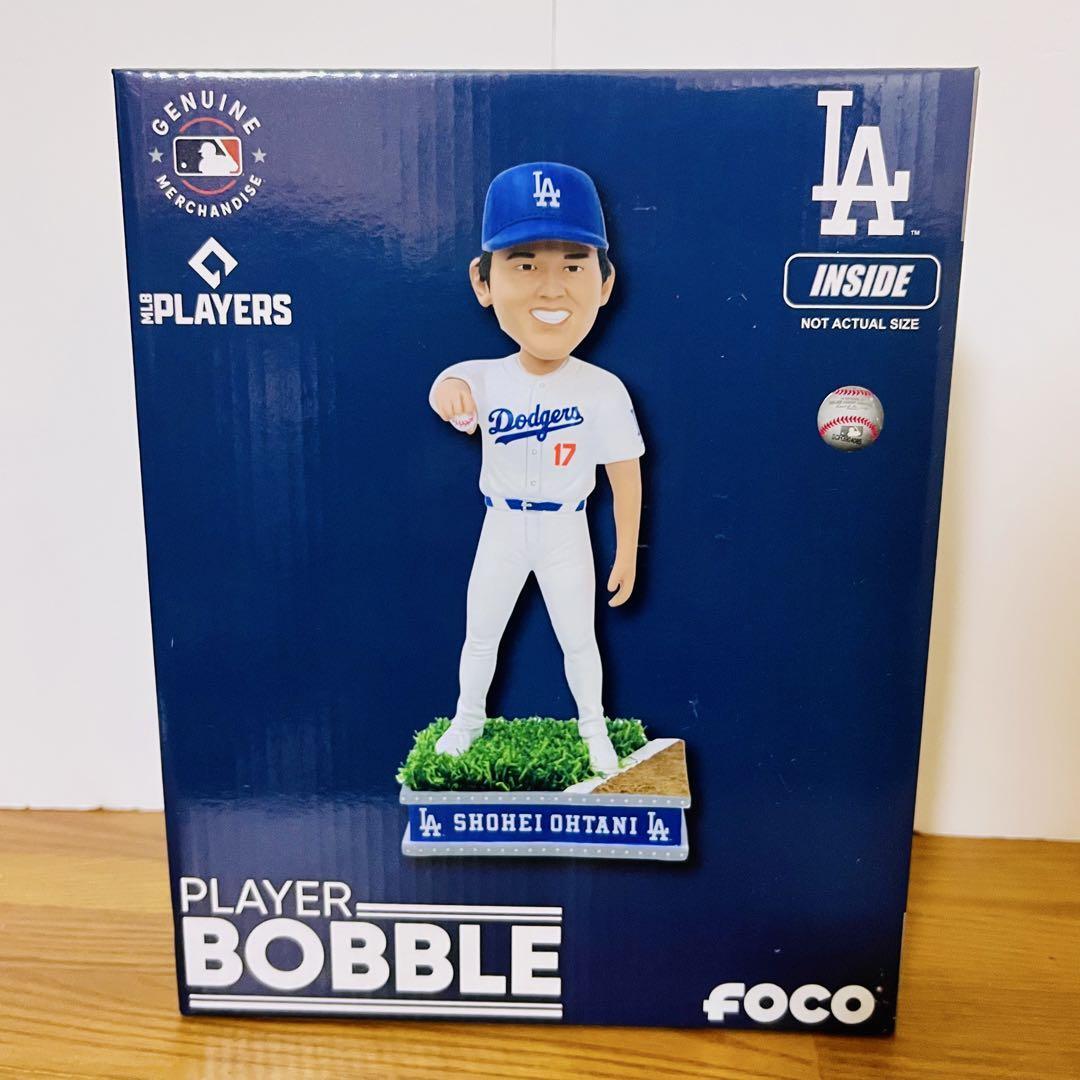 GENUINE
MERCHANDISE
MLB PLAYERS
LA
TM
INSIDE
NOT ACTUAL SIZE
LA
Dodgers
17
LA SHOHEI OHTANI LA
PLAYER
BOBBLE
FOCO